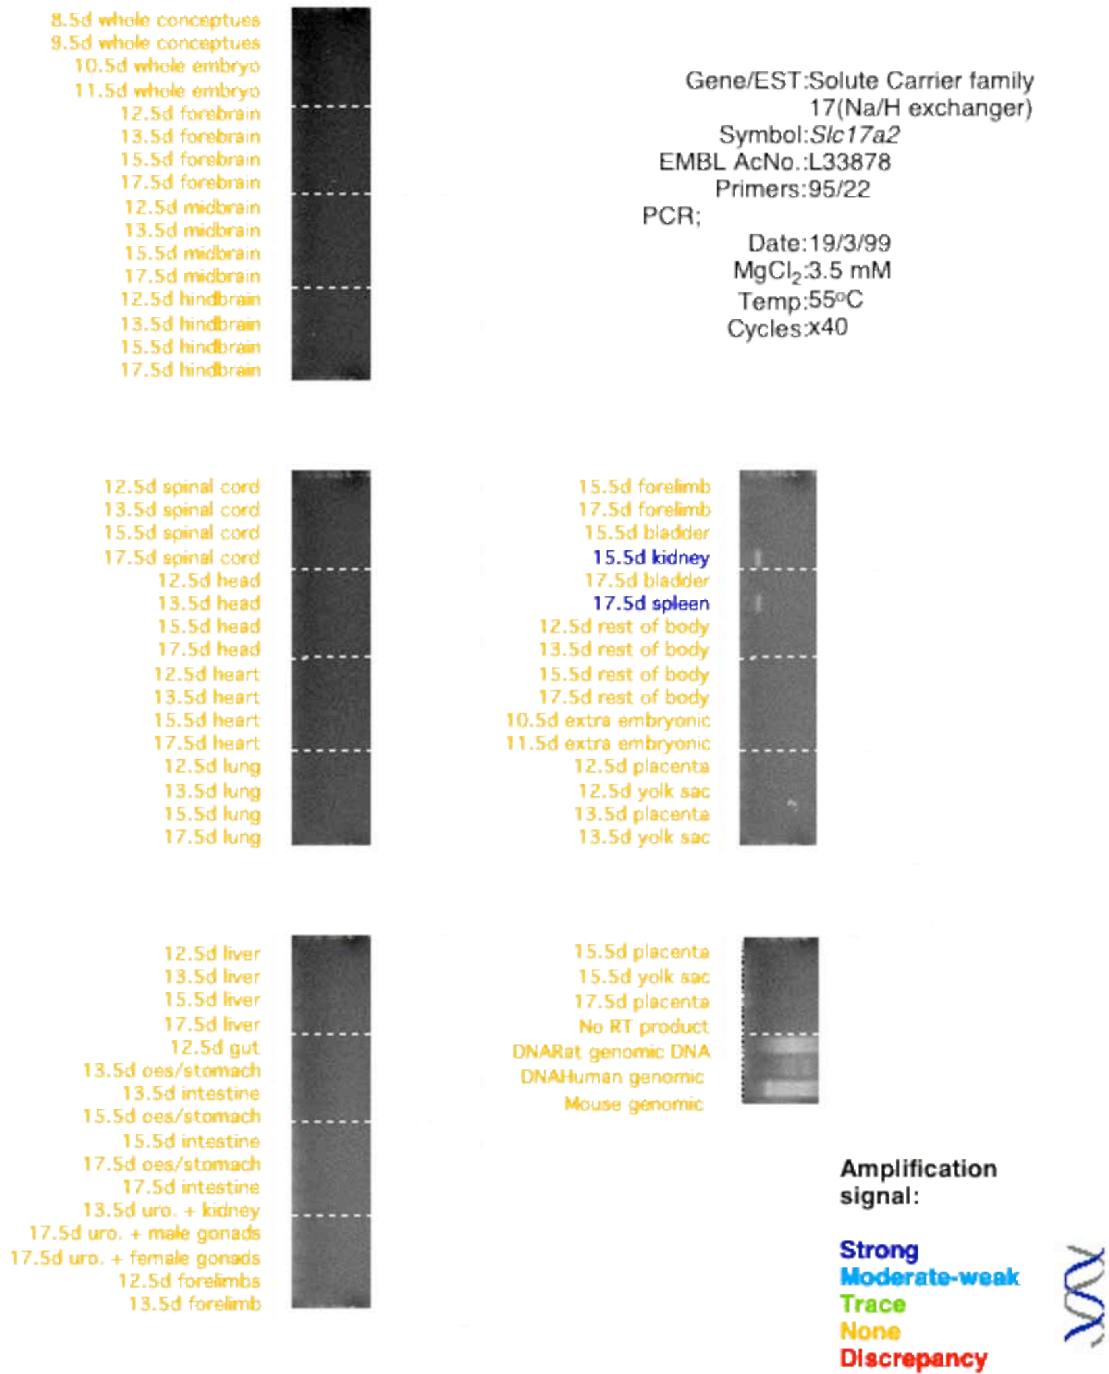 8.5d whole conceptues
9.5d whole conceptues
10.5d whole embryo
11.5d whole embryo
12.5d forebrain
13.5d forebrain
15.5d forebrain
17.5d forebrain
12.5d midbrain
13.5d midbrain
15.5d midbrain
17.5d midbrain
12.5d hindbrain
13.5d hindbrain
15.5d hindbrain
17.5d hindbrain
Gene/EST:Solute Carrier family
17(Na/H exchanger)
Symbol:Slc17a2
EMBL AcNo.:L33878
Primers:95/22
PCR;
Date:19/3/99
MgCl₂:3.5 mM
Temp:55°C
Cycles:x40
12.5d spinal cord
13.5d spinal cord
15.5d spinal cord
17.5d spinal cord
12.5d head
13.5d head
15.5d head
17.5d head
12.5d heart
13.5d heart
15.5d heart
17.5d heart
12.5d lung
13.5d lung
15.5d lung
17.5d lung
15.5d forelimb
17.5d forelimb
15.5d bladder
15.5d kidney
17.5d bladder
17.5d spleen
12.5d rest of body
13.5d rest of body
15.5d rest of body
17.5d rest of body
10.5d extra embryonic
11.5d extra embryonic
12.5d placenta
12.5d yolk sac
13.5d placenta
13.5d yolk sac
12.5d liver
13.5d liver
15.5d liver
17.5d liver
12.5d gut
13.5d oes/stomach
13.5d intestine
15.5d oes/stomach
15.5d intestine
17.5d oes/stomach
17.5d intestine
13.5d uro. + kidney
17.5d uro. + male gonads
17.5d uro. + female gonads
12.5d forelimbs
13.5d forelimb
15.5d placenta
15.5d yolk sac
17.5d placenta
No RT product
DNARat genomic DNA
DNAHuman genomic
Mouse genomic
Amplification
signal:
Strong
Moderate-weak
Trace
None
Discrepancy